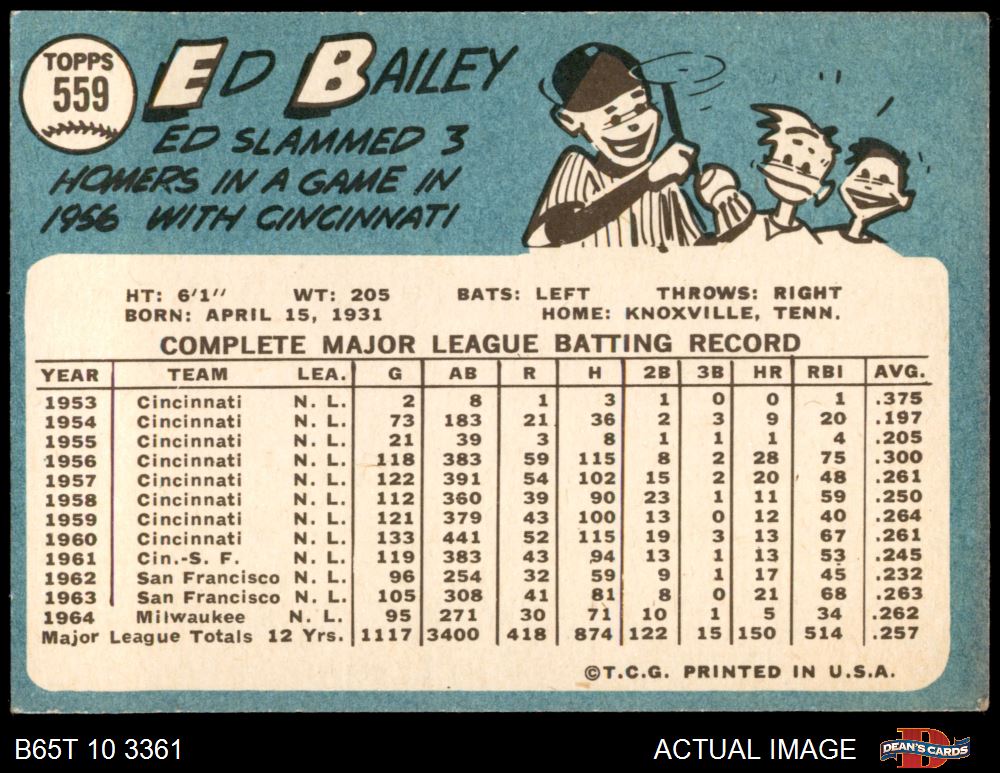 TOPPS
559
ED BAILEY
ED SLAMMED 3
HOMERS IN A GAME IN
1956 WITH CINCINNATI
HT: 6'1" WT: 205 BATS: LEFT THROWS: RIGHT
BORN: APRIL 15, 1931 HOME: KNOXVILLE, TENN.
COMPLETE MAJOR LEAGUE BATTING RECORD
YEAR TEAM LEA. G AB R H 2B 3B HR RBI AVG.
1953 Cincinnati N. L. 2 8 1 3 1 0 0 1 .375
1954 Cincinnati N. L. 73 183 21 36 2 3 9 20 .197
1955 Cincinnati N. L. 21 39 3 8 1 1 1 4 .205
1956 Cincinnati N. L. 118 383 59 115 8 2 28 75 .300
1957 Cincinnati N. L. 122 391 54 102 15 2 20 48 .261
1958 Cincinnati N. L. 112 360 39 90 23 1 11 59 .250
1959 Cincinnati N. L. 121 379 43 100 13 0 12 40 .264
1960 Cincinnati N. L. 133 441 52 115 19 3 13 67 .261
1961 Cin.-S. F. N. L. 119 383 43 94 13 1 13 53 .245
1962 San Francisco N. L. 96 254 32 59 9 1 17 45 .232
1963 San Francisco N. L. 105 308 41 81 8 0 21 68 .263
1964 Milwaukee N. L. 95 271 30 71 10 1 5 34 .262
Major League Totals 12 Yrs. 1117 3400 418 874 122 15 150 514 .257
©T.C.G. PRINTED IN U.S.A.
B65T 10 3361 ACTUAL IMAGE DEAN'S CARDS